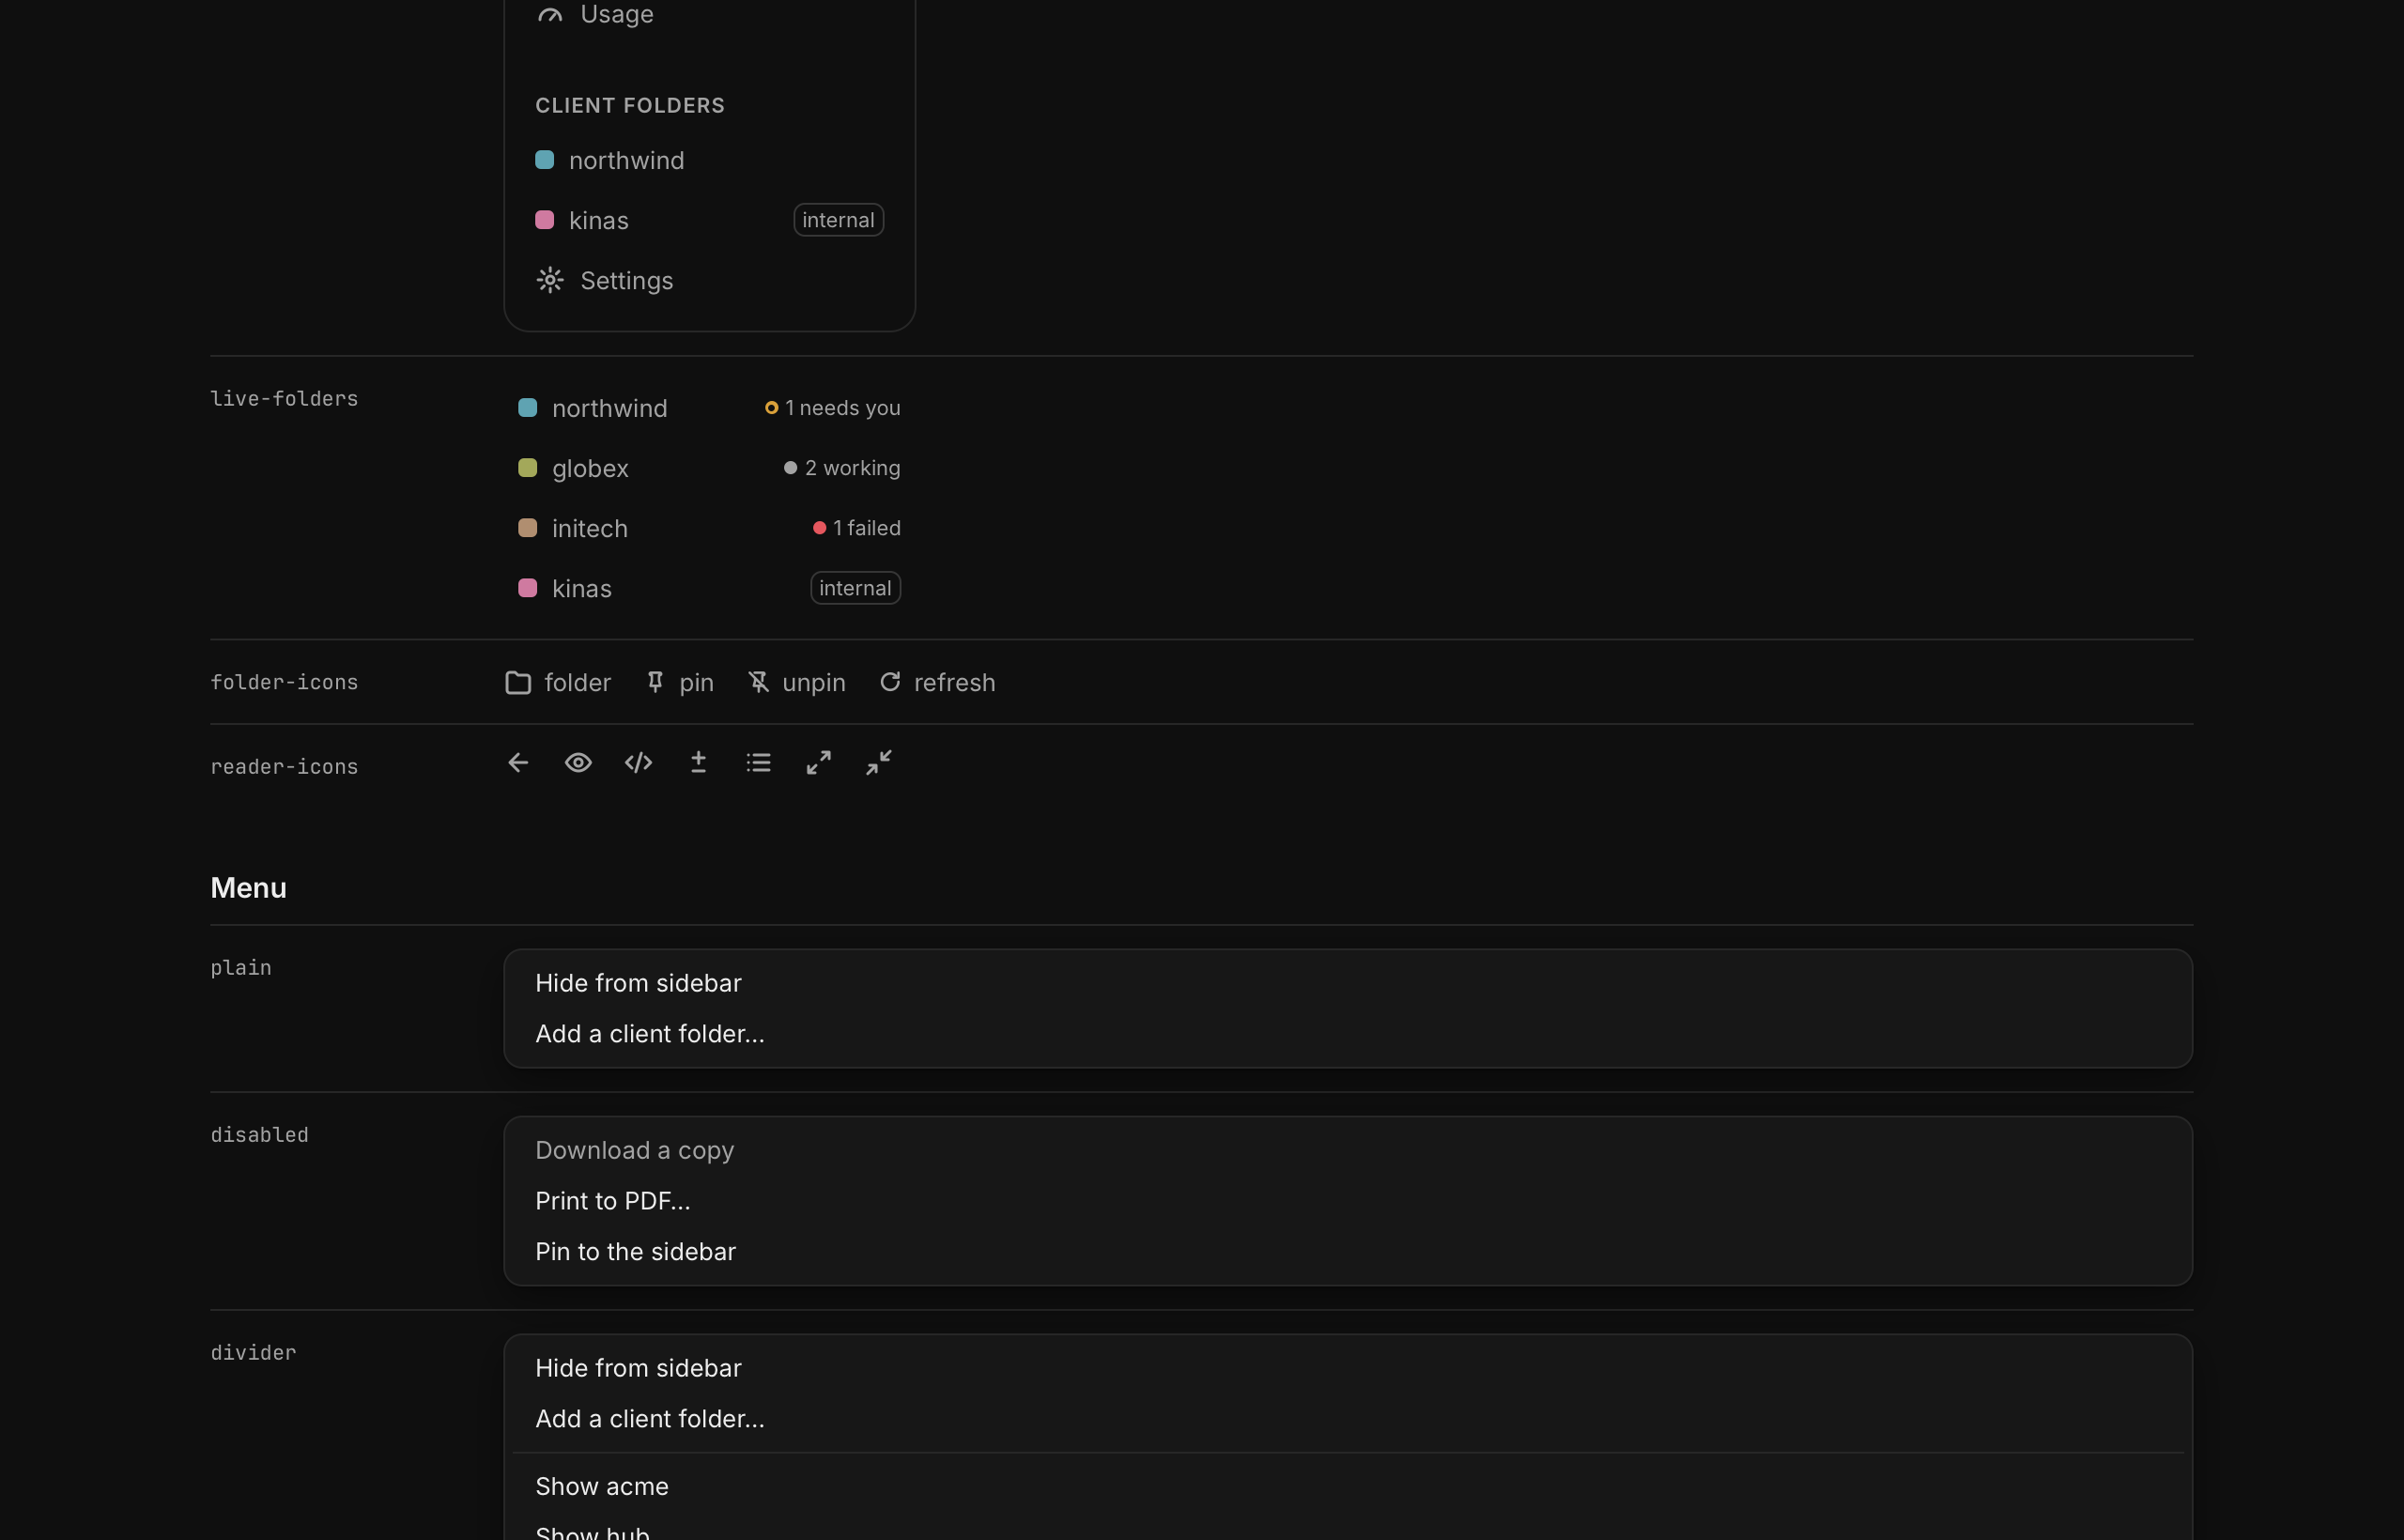 Usage
CLIENT FOLDERS
northwind
kinas internal
Settings
live-folders
northwind 1 needs you
globex 2 working
initech 1 failed
kinas internal
folder-icons folder pin unpin refresh
reader-icons
Menu
plain
Hide from sidebar
Add a client folder...
disabled
Download a copy
Print to PDF...
Pin to the sidebar
divider
Hide from sidebar
Add a client folder...
Show acme
Show hub